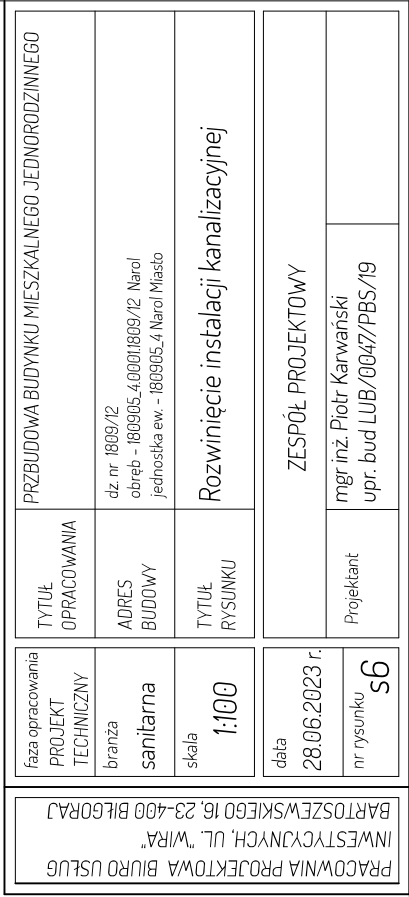 PRACOWNIA PROJEKTOWA BIURO USŁUG
INWESTYCYJNYCH, UL. "WIRA"
BARTOSZEWSKIEGO 16, 23-400 BIŁGORAJ
faza opracowania
PROJEKT
TECHNICZNY
TYTUŁ
OPRACOWANIA
PRZBUDOWA BUDYNKU MIESZKALNEGO JEDNORODZINNEGO
branża
sanitarna
ADRES
BUDOWY
dz. nr 1809/12
obręb - 180905_4.0001.1809/12 Narol
jednostka ew. - 180905_4 Narol Miasto
skala
1:100
TYTUŁ
RYSUNKU
Rozwinięcie instalacji kanalizacyjnej
data
28.06.2023 r.
ZESPÓŁ PROJEKTOWY
nr rysunku
s6
Projektant
mgr inż. Piotr Karwański
upr. bud LUB/0047/PBS/19